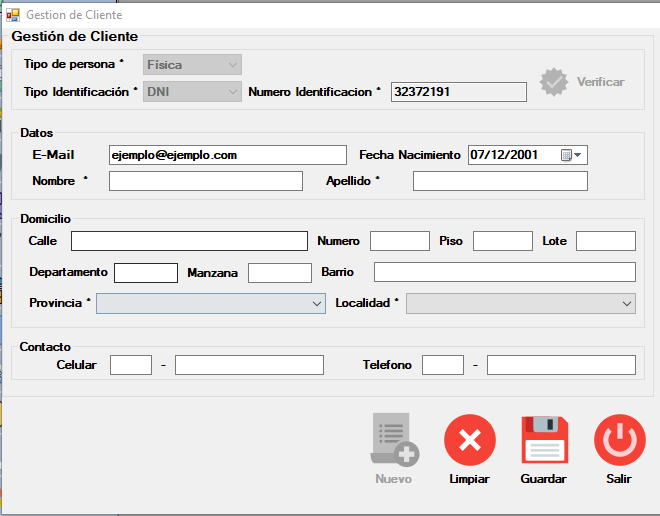 Gestion de Cliente
Gestión de Cliente
Tipo de persona * Física
Tipo Identificación * DNI Numero Identificacion * 32372191 Verificar
Datos
E-Mail ejemplo@ejemplo.com Fecha Nacimiento 07/12/2001
Nombre * Apellido *
Domicilio
Calle Numero Piso Lote
Departamento Manzana Barrio
Provincia * Localidad *
Contacto
Celular - Telefono -
Nuevo Limpiar Guardar Salir